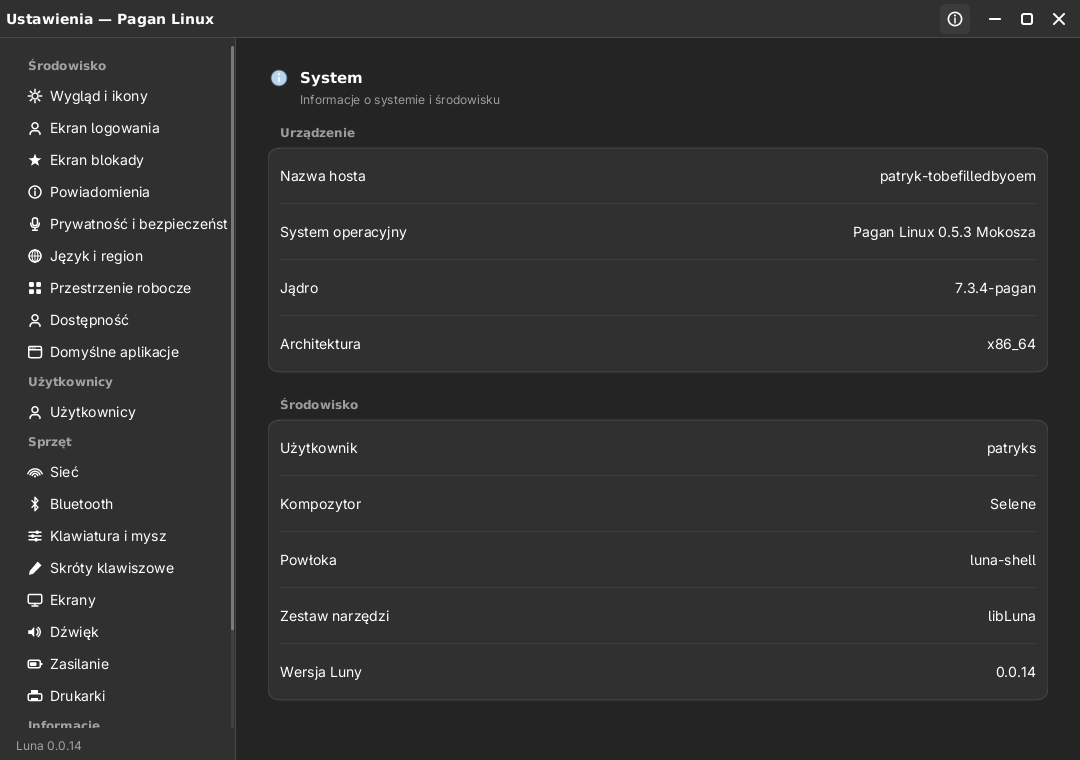 Ustawienia — Pagan Linux
Środowisko
Wygląd i ikony
Ekran logowania
Ekran blokady
Powiadomienia
Prywatność i bezpieczeńst
Język i region
Przestrzenie robocze
Dostępność
Domyślne aplikacje
Użytkownicy
Użytkownicy
Sprzęt
Sieć
Bluetooth
Klawiatura i mysz
Skróty klawiszowe
Ekrany
Dźwięk
Zasilanie
Drukarki
Informacje
Luna 0.0.14
System
Informacje o systemie i środowisku
Urządzenie
Nazwa hosta patryk-tobefilledbyoem
System operacyjny Pagan Linux 0.5.3 Mokosza
Jądro 7.3.4-pagan
Architektura x86_64
Środowisko
Użytkownik patryks
Kompozytor Selene
Powłoka luna-shell
Zestaw narzędzi libLuna
Wersja Luny 0.0.14